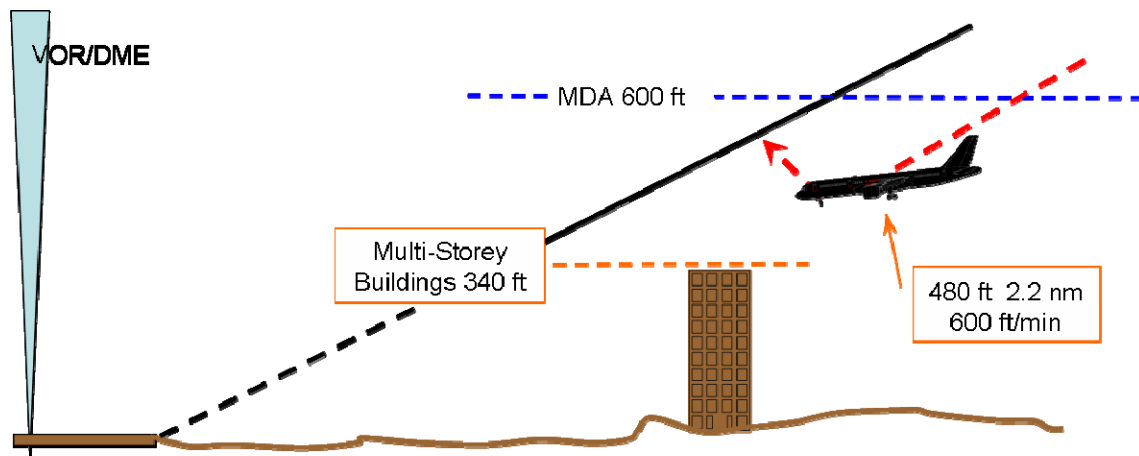 VOR/DME
MDA 600 ft
Multi-Storey
Buildings 340 ft
480 ft 2.2 nm
600 ft/min